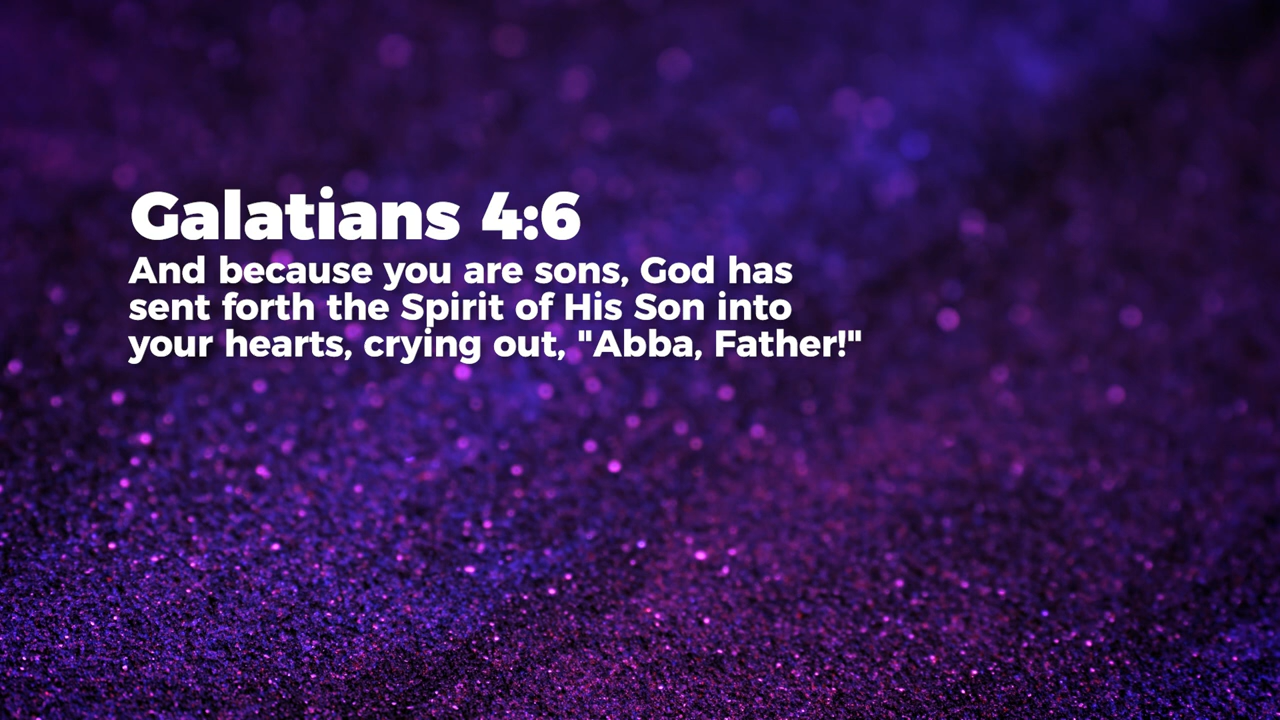 Galatians 4:6
And because you are sons, God has
sent forth the Spirit of His Son into
your hearts, crying out, "Abba, Father!"